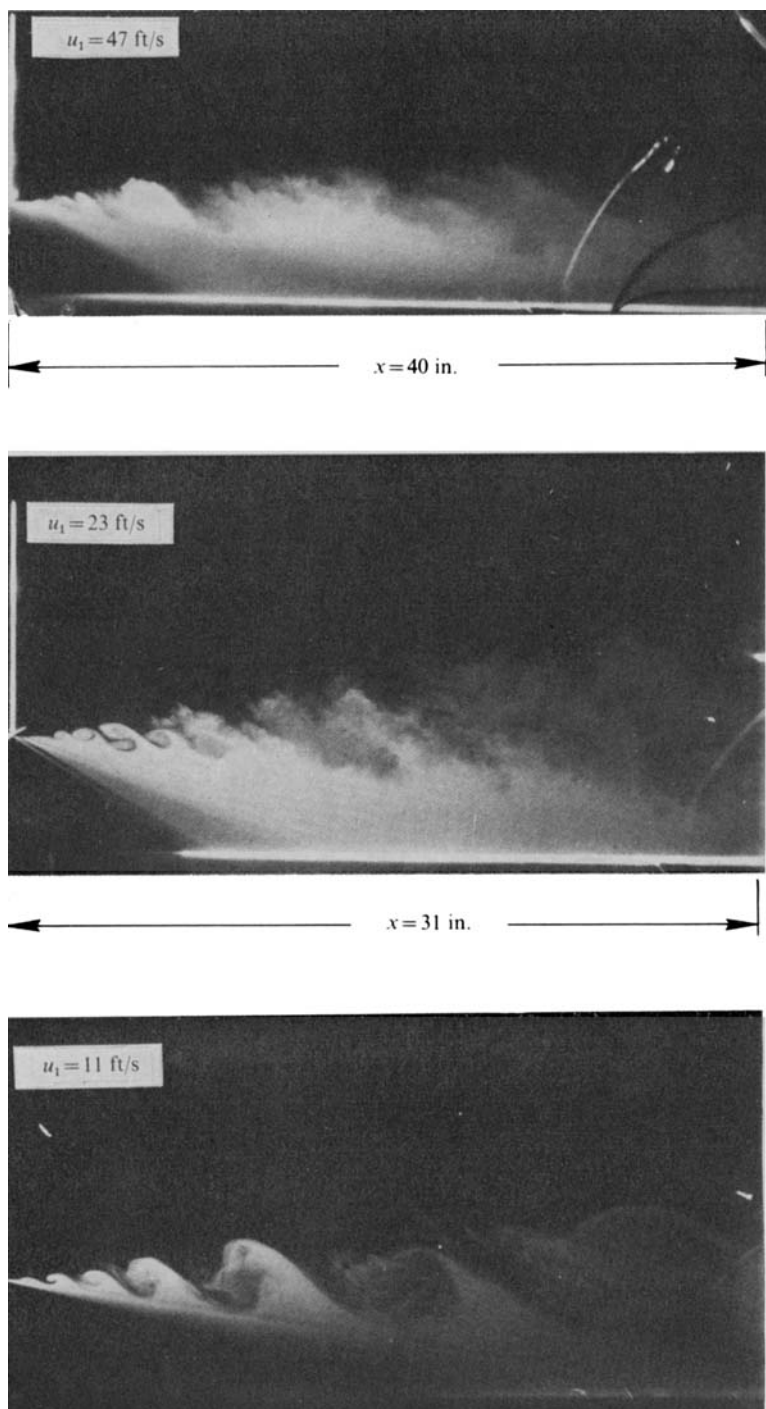 u₁ = 47 ft/s
x = 40 in.
u₁ = 23 ft/s
x = 31 in.
u₁ = 11 ft/s